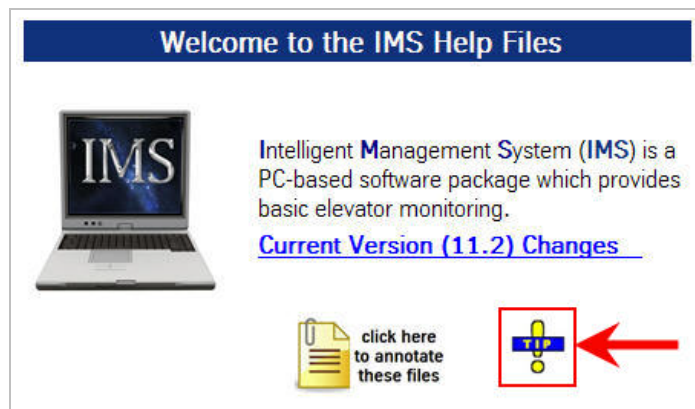 Welcome to the IMS Help Files
IMS
Intelligent Management System (IMS) is a
PC-based software package which provides
basic elevator monitoring.
Current Version (11.2) Changes
click here
to annotate
these files
TIP